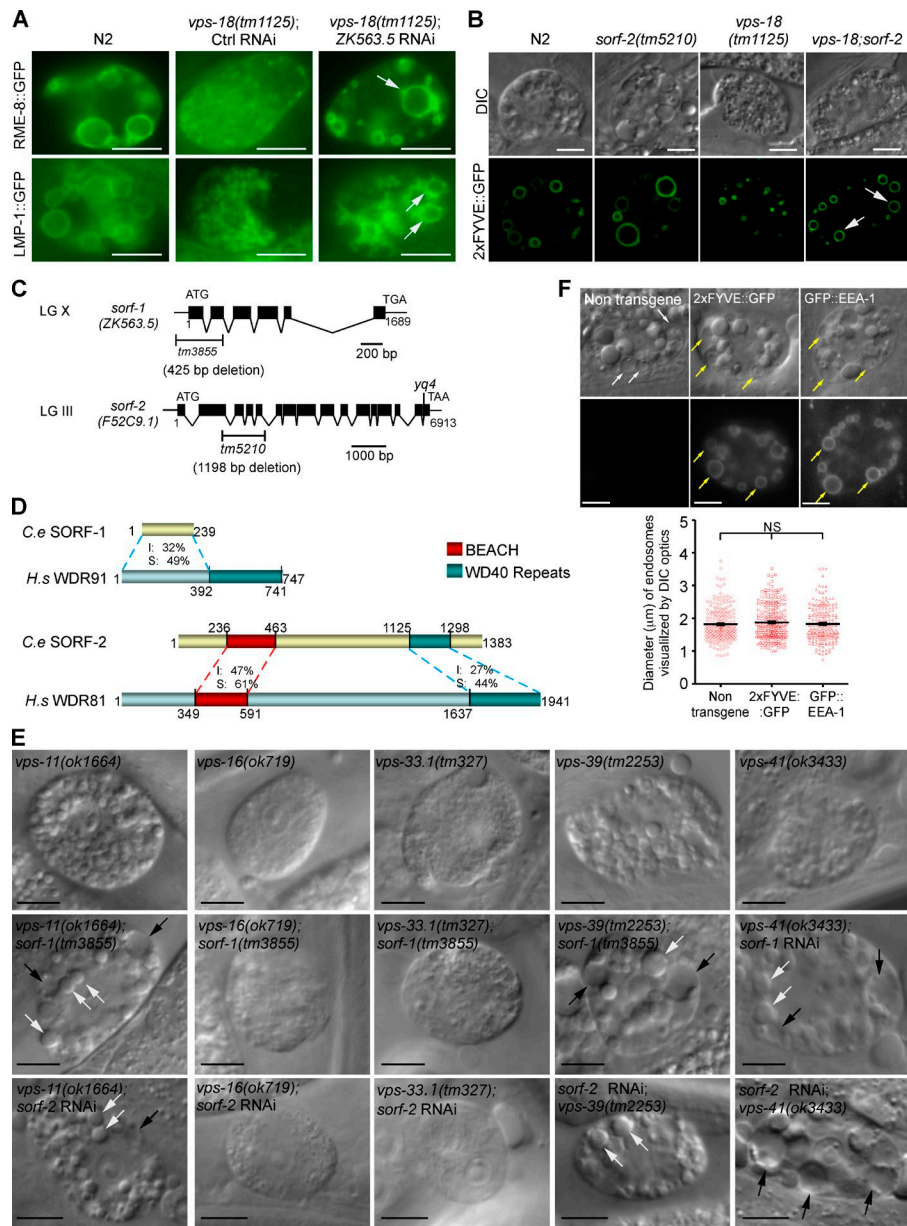 A
N2
vps-18(tm1125);
Ctrl RNAi
vps-18(tm1125);
ZK563.5 RNAi
RME-8::GFP
LMP-1::GFP
B
N2
sorf-2(tm5210)
vps-18
(tm1125)
vps-18;sorf-2
DIC
2xFYVE::GFP
C
LG X
sorf-1
(ZK563.5)
ATG
1
TGA
1689
tm3855
(425 bp deletion)
200 bp
LG III
sorf-2
(F52C9.1)
ATG
1
yq4
TAA
6913
tm5210
(1198 bp deletion)
1000 bp
D
C.e SORF-1
1
239
I: 32%
S: 49%
H.s WDR91
1
392
741
747
BEACH
WD40 Repeats
C.e SORF-2
1
236
463
1125
1298
1383
I: 47%
S: 61%
I: 27%
S: 44%
H.s WDR81
1
349
591
1637
1941
F
Non transgene
2xFYVE::GFP
GFP::EEA-1
Diameter (µm) of endosomes
visualilzed by DIC optics
5
4
3
2
1
0
NS
Non
transgene
2xFYVE:
:GFP
GFP::
EEA-1
E
vps-11(ok1664)
vps-16(ok719)
vps-33.1(tm327)
vps-39(tm2253)
vps-41(ok3433)
vps-11(ok1664);
sorf-1(tm3855)
vps-16(ok719);
sorf-1(tm3855)
vps-33.1(tm327);
sorf-1(tm3855)
vps-39(tm2253);
sorf-1(tm3855)
vps-41(ok3433);
sorf-1 RNAi
vps-11(ok1664);
sorf-2 RNAi
vps-16(ok719);
sorf-2 RNAi
vps-33.1(tm327);
sorf-2 RNAi
sorf-2 RNAi;
vps-39(tm2253)
sorf-2 RNAi;
vps-41(ok3433)